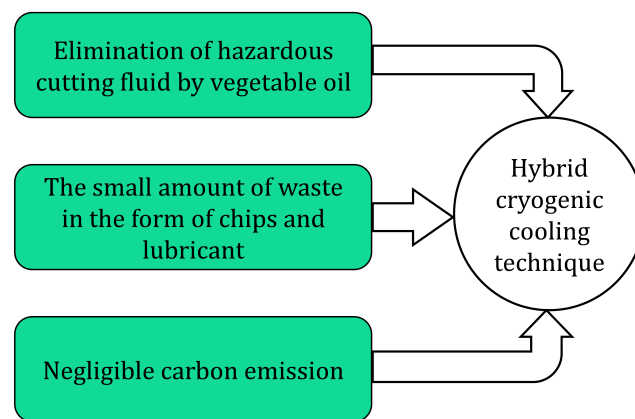 Elimination of hazardous
cutting fluid by vegetable oil
The small amount of waste
in the form of chips and
lubricant
Negligible carbon emission
Hybrid
cryogenic
cooling
technique